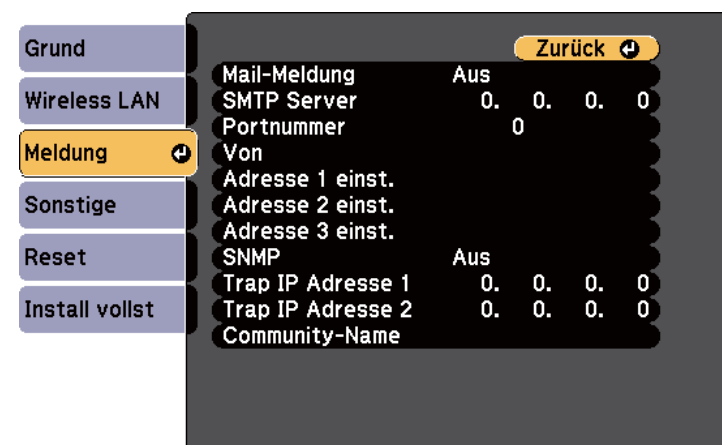 Grund
Wireless LAN
Meldung
Sonstige
Reset
Install vollst
Zurück
Mail-Meldung Aus
SMTP Server 0. 0. 0. 0
Portnummer 0
Von
Adresse 1 einst.
Adresse 2 einst.
Adresse 3 einst.
SNMP Aus
Trap IP Adresse 1 0. 0. 0. 0
Trap IP Adresse 2 0. 0. 0. 0
Community-Name